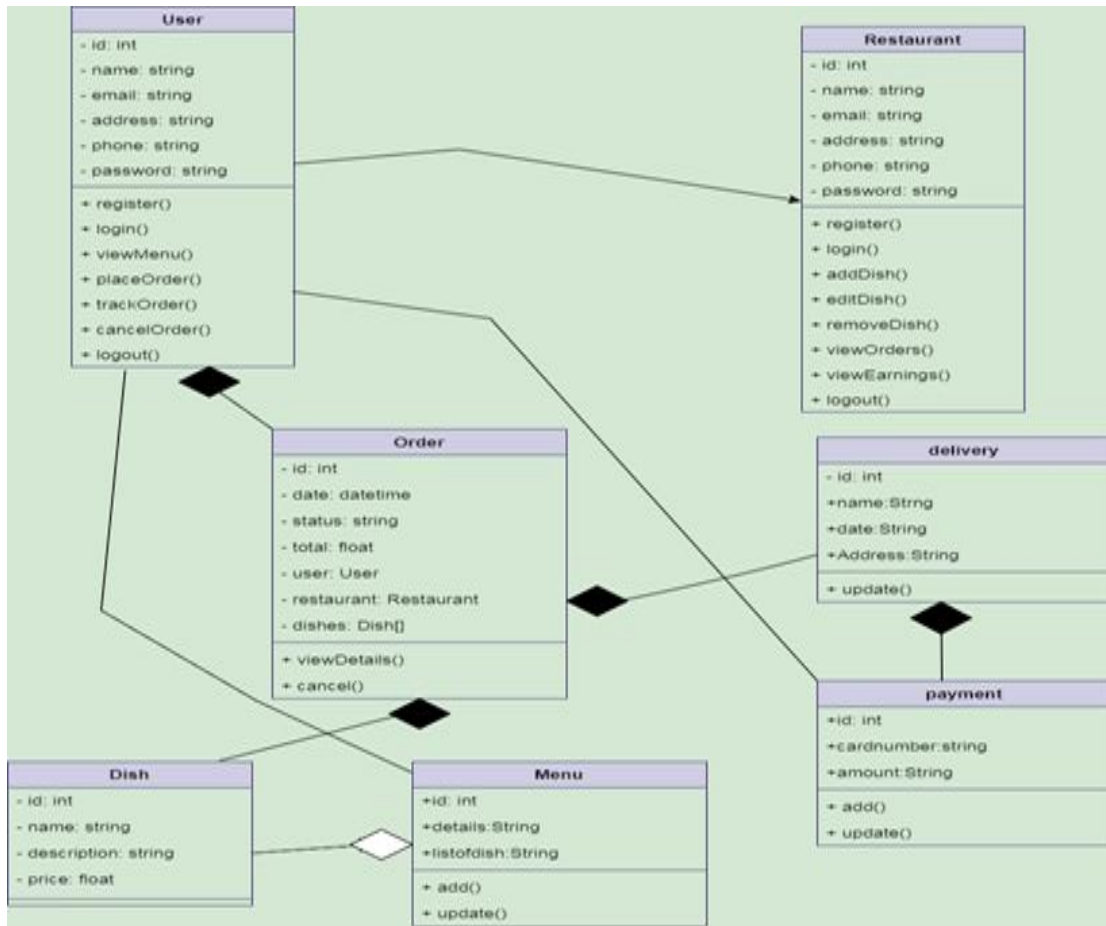 User
- id: int
- name: string
- email: string
- address: string
- phone: string
- password: string
+ register()
+ login()
+ viewMenu()
+ placeOrder()
+ trackOrder()
+ cancelOrder()
+ logout()
Restaurant
- id: int
- name: string
- email: string
- address: string
- phone: string
- password: string
+ register()
+ login()
+ addDish()
+ editDish()
+ removeDish()
+ viewOrders()
+ viewEarnings()
+ logout()
Order
- id: int
- date: datetime
- status: string
- total: float
- user: User
- restaurant: Restaurant
- dishes: Dish[]
+ viewDetails()
+ cancel()
delivery
- id: int
+name:Strng
+date:String
+Address:String
+ update()
payment
+id: int
+cardnumber:string
+amount:String
+ add()
+ update()
Dish
- id: int
- name: string
- description: string
- price: float
Menu
+id: int
+details:String
+listofdish:String
+ add()
+ update()